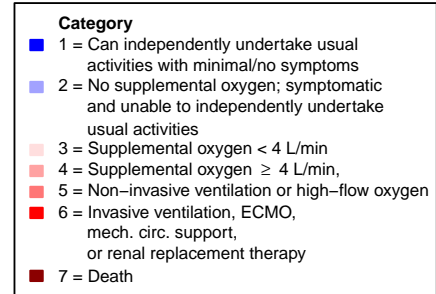 Category
1 = Can independently undertake usual
activities with minimal/no symptoms
2 = No supplemental oxygen; symptomatic
and unable to independently undertake
usual activities
3 = Supplemental oxygen < 4 L/min
4 = Supplemental oxygen ≥ 4 L/min,
5 = Non−invasive ventilation or high−flow oxygen
6 = Invasive ventilation, ECMO,
mech. circ. support,
or renal replacement therapy
7 = Death